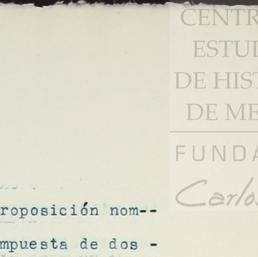 CENTR
ESTUD
DE HIST
DE ME
FUNDA
Carlos
roposición nom--
mpuesta de dos -